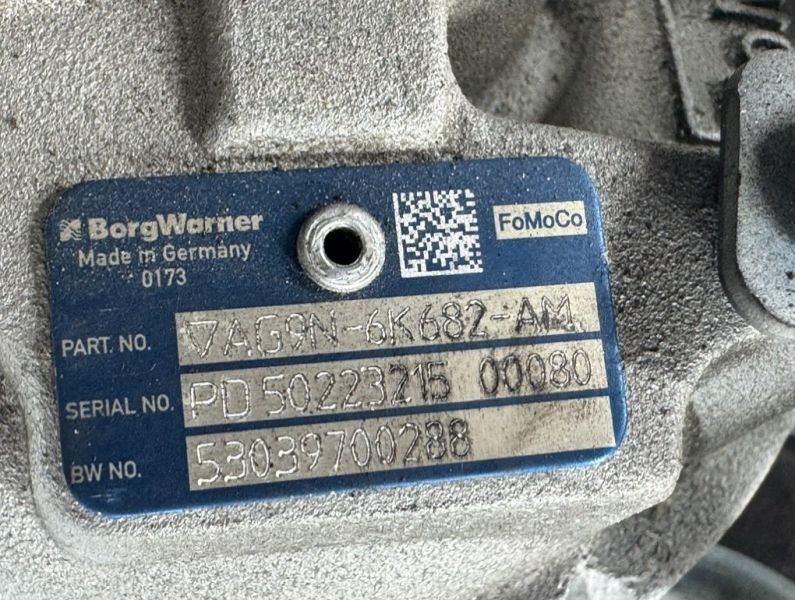 BorgWarner
Made in Germany
0173
FoMoCo
PART. NO. ▽AG9N-6K682-AM
SERIAL NO. PD 50223215 00080
BW NO. 53039700288